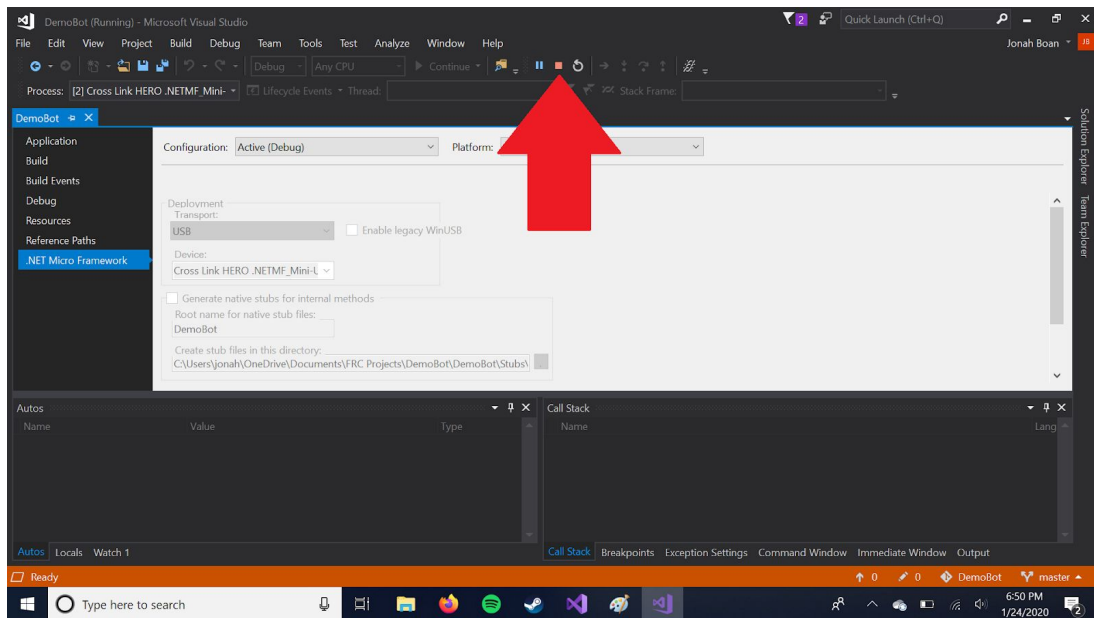 DemoBot (Running) - Microsoft Visual Studio
2
Quick Launch (Ctrl+Q)
File Edit View Project Build Debug Team Tools Test Analyze Window Help
Jonah Boan
JB
Debug Any CPU Continue
Process: [2] Cross Link HERO .NETMF_Mini- Lifecycle Events Thread: Stack Frame:
DemoBot
Solution Explorer
Team Explorer
Application
Build
Build Events
Debug
Resources
Reference Paths
.NET Micro Framework
Configuration: Active (Debug) Platform:
Deployment
Transport:
USB
Enable legacy WinUSB
Device:
Cross Link HERO .NETMF_Mini-U
Generate native stubs for internal methods
Root name for native stub files:
DemoBot
Create stub files in this directory:
C:\Users\jonah\OneDrive\Documents\FRC Projects\DemoBot\DemoBot\Stubs\
Autos
Name Value Type
Call Stack
Name Lang
Autos Locals Watch 1
Call Stack Breakpoints Exception Settings Command Window Immediate Window Output
Ready
0 0 DemoBot master
Type here to search
6:50 PM
1/24/2020
2